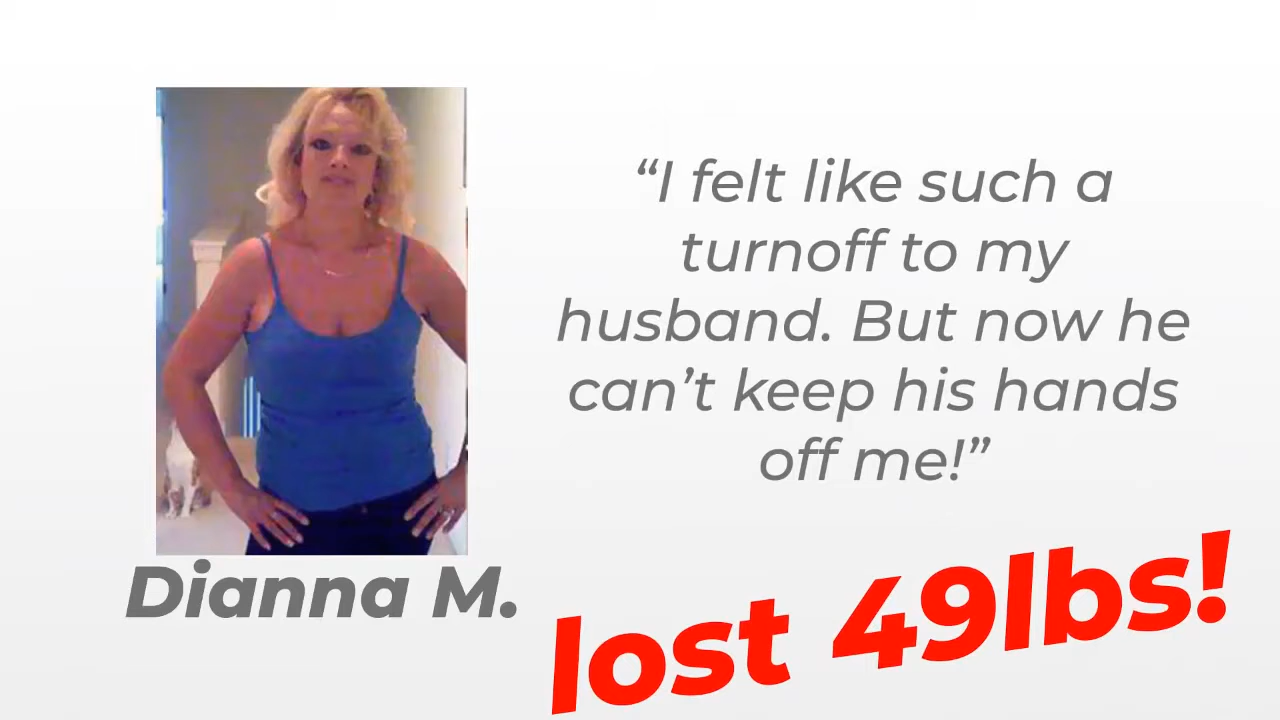 “I felt like such a
turnoff to my
husband. But now he
can’t keep his hands
off me!”
Dianna M.
lost 49lbs!